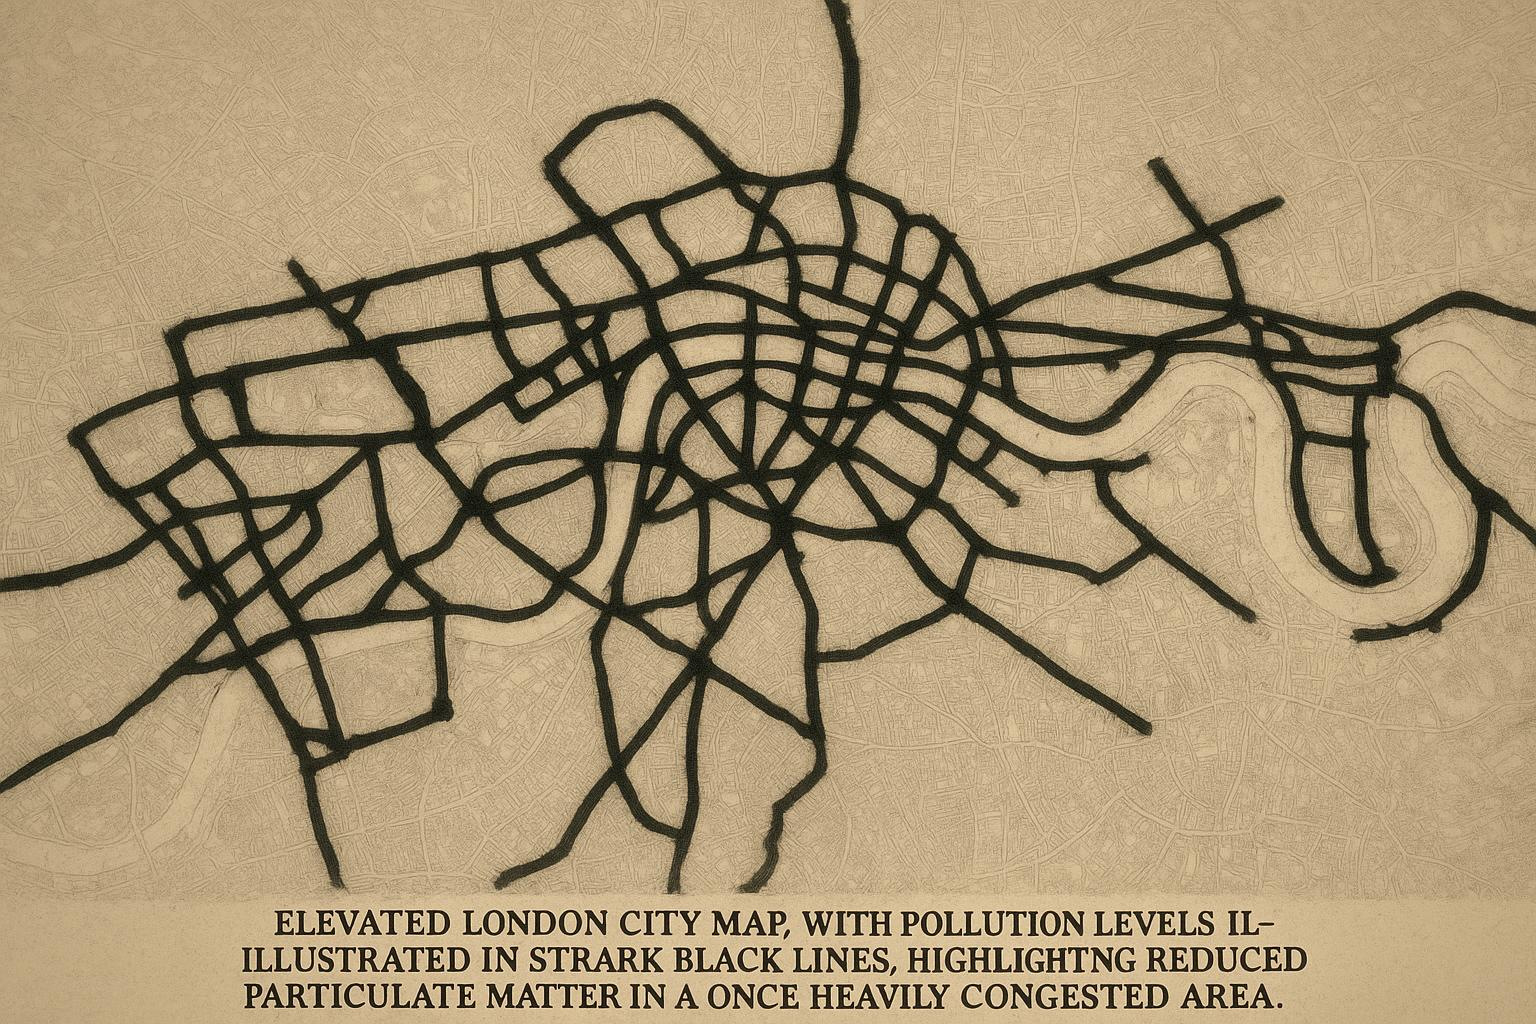 ELEVATED LONDON CITY MAP, WITH POLLUTION LEVELS IL–
ILLUSTRATED IN STRARK BLACK LINES, HIGHLIGHTNG REDUCED
PARTICULATE MATTER IN A ONCE HEAVILY CONGESTED AREA.